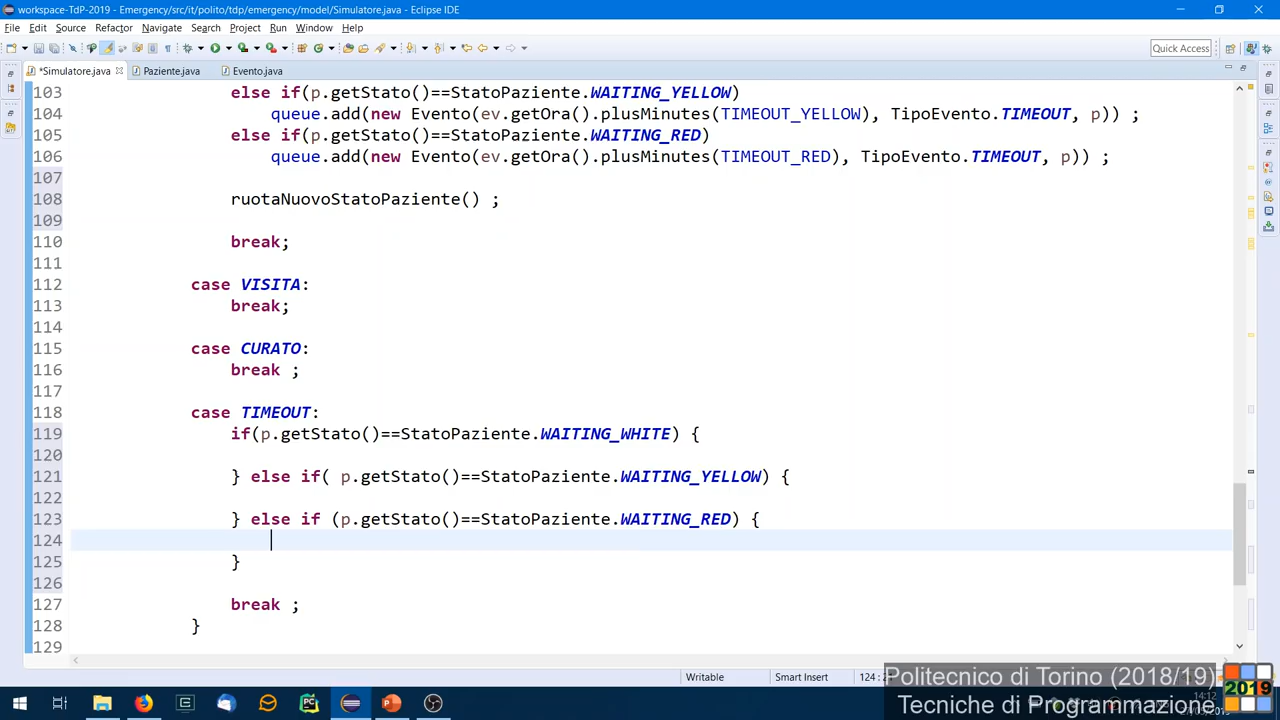 workspace-TdP-2019 - Emergency/src/it/polito/tdp/emergency/model/Simulatore.java - Eclipse IDE
File Edit Source Refactor Navigate Search Project Run Window Help
Quick Access
*Simulatore.java Paziente.java Evento.java
103 else if(p.getStato()==StatoPaziente.WAITING_YELLOW)
104 queue.add(new Evento(ev.getOra().plusMinutes(TIMEOUT_YELLOW), TipoEvento.TIMEOUT, p)) ;
105 else if(p.getStato()==StatoPaziente.WAITING_RED)
106 queue.add(new Evento(ev.getOra().plusMinutes(TIMEOUT_RED), TipoEvento.TIMEOUT, p)) ;
107
108 ruotaNuovoStatoPaziente() ;
109
110 break;
111
112 case VISITA:
113 break;
114
115 case CURATO:
116 break ;
117
118 case TIMEOUT:
119 if(p.getStato()==StatoPaziente.WAITING_WHITE) {
120
121 } else if( p.getStato()==StatoPaziente.WAITING_YELLOW) {
122
123 } else if (p.getStato()==StatoPaziente.WAITING_RED) {
124
125 }
126
127 break ;
128 }
129
Writable Smart Insert 124 :
Politecnico di Torino (2018/19)
Tecniche di Programmazione
2019
14:12